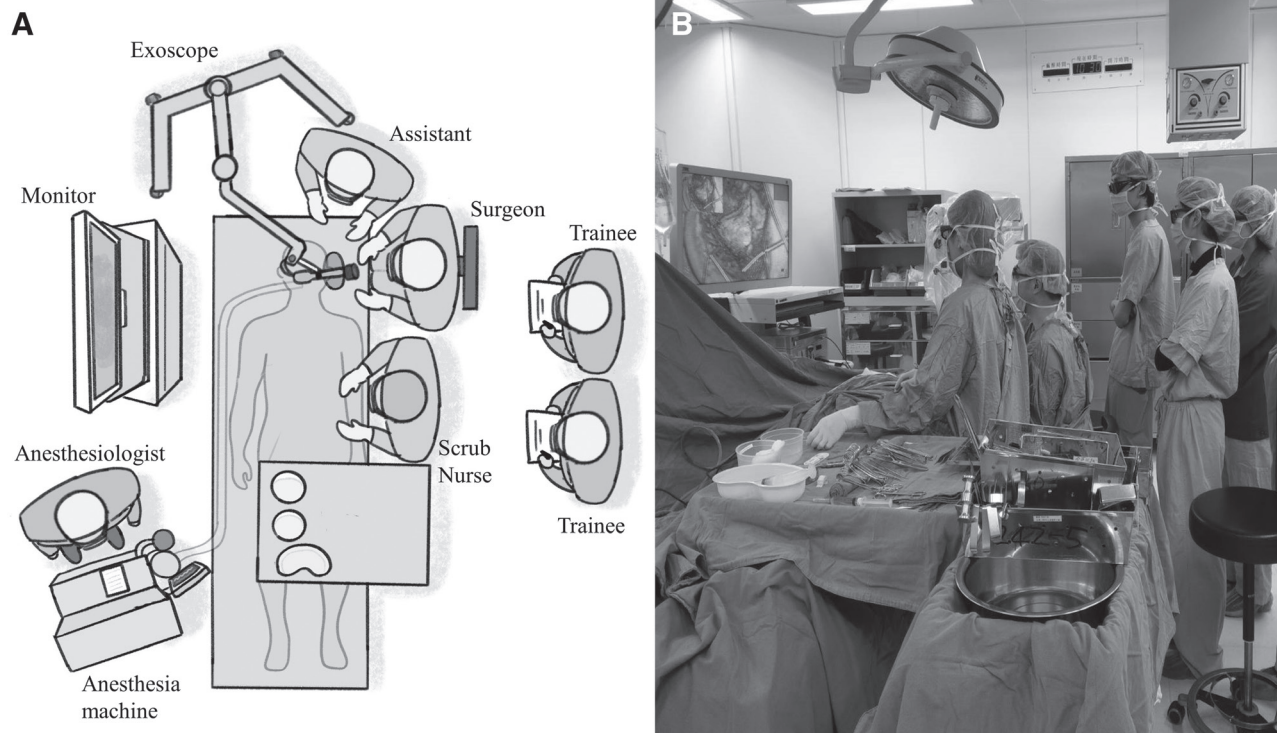 A
Exoscope
Assistant
Monitor
Surgeon
Trainee
Anesthesiologist
Scrub
Nurse
Trainee
Anesthesia
machine
B